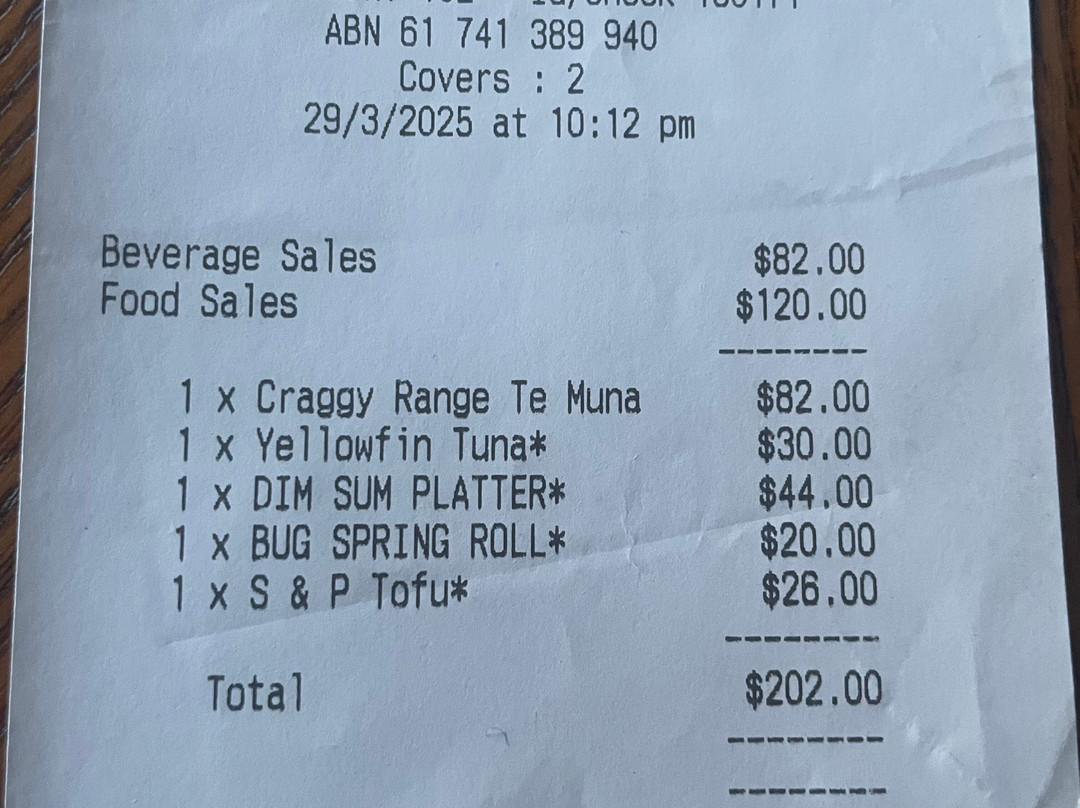 ABN 61 741 389 940
Covers : 2
29/3/2025 at 10:12 pm
Beverage Sales $82.00
Food Sales $120.00
--------
1 x Craggy Range Te Muna $82.00
1 x Yellowfin Tuna* $30.00
1 x DIM SUM PLATTER* $44.00
1 x BUG SPRING ROLL* $20.00
1 x S & P Tofu* $26.00
--------
Total $202.00
--------
--------